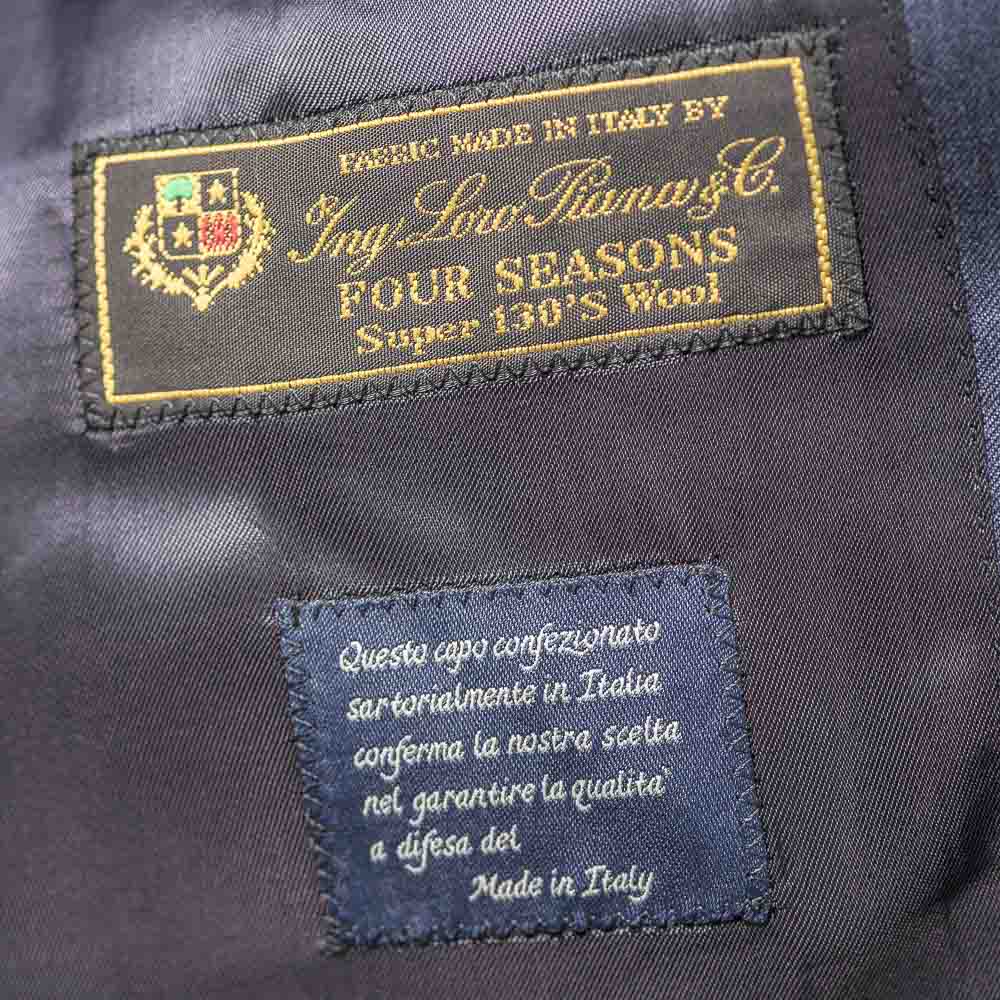 FABRIC MADE IN ITALY BY
Ing Loro Piana & C.
FOUR SEASONS
Super 130'S Wool
Questo capo confezionato
sartorialmente in Italia
conferma la nostra scelta
nel garantire la qualita'
a difesa del
Made in Italy